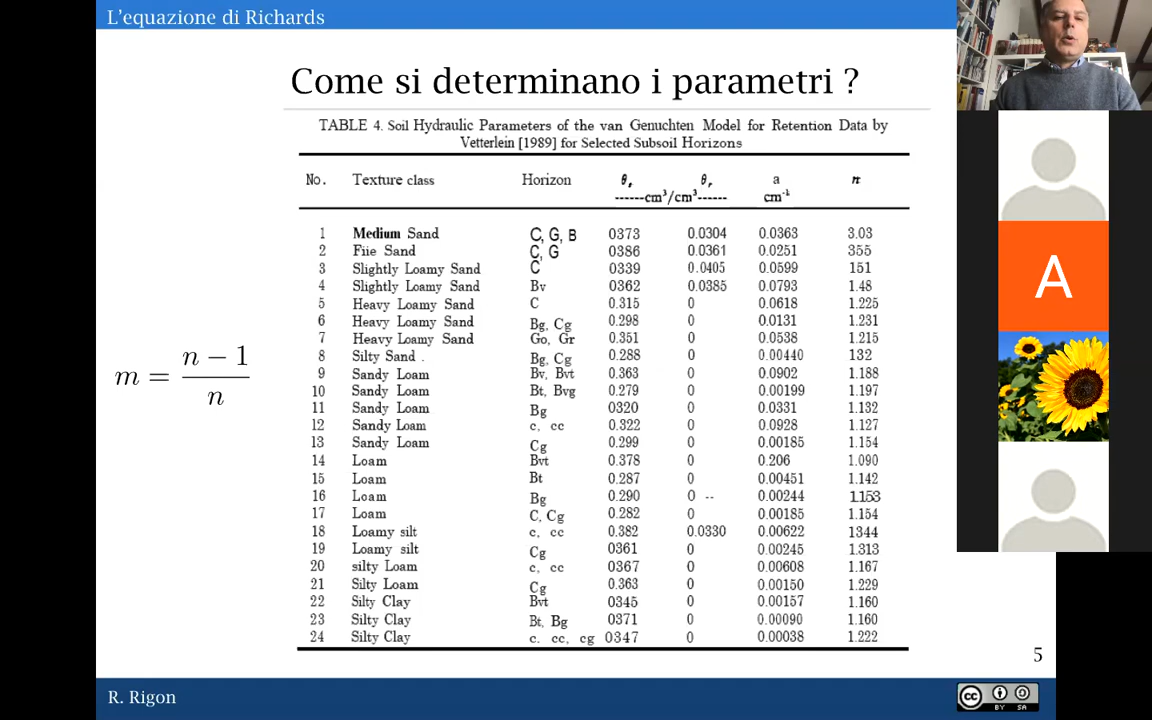 L'equazione di Richards
Come si determinano i parametri ?
TABLE 4. Soil Hydraulic Parameters of the van Genuchten Model for Retention Data by
Vetterlein [1989] for Selected Subsoil Horizons
No. Texture class Horizon θs θr a n
------cm³/cm³------ cm⁻¹
1 Medium Sand C, G, B 0373 0.0304 0.0363 3.03
2 Fiie Sand C, G 0386 0.0361 0.0251 355
3 Slightly Loamy Sand C 0339 0.0405 0.0599 151
4 Slightly Loamy Sand Bv 0362 0.0385 0.0793 1.48
5 Heavy Loamy Sand C 0.315 0 0.0618 1.225
6 Heavy Loamy Sand Bg, Cg 0.298 0 0.0131 1.231
7 Heavy Loamy Sand Go, Gr 0.351 0 0.0538 1.215
8 Silty Sand . Bg, Cg 0.288 0 0.00440 132
9 Sandy Loam Bv, Bvt 0.363 0 0.0902 1.188
10 Sandy Loam Bt, Bvg 0.279 0 0.00199 1.197
11 Sandy Loam Bg 0320 0 0.0331 1.132
12 Sandy Loam c, cc 0.322 0 0.0928 1.127
13 Sandy Loam Cg 0.299 0 0.00185 1.154
14 Loam Bvt 0.378 0 0.206 1.090
15 Loam Bt 0.287 0 0.00451 1.142
16 Loam Bg 0.290 0 -- 0.00244 1.153
17 Loam C, Cg 0.282 0 0.00185 1.154
18 Loamy silt c, cc 0.382 0.0330 0.00622 1344
19 Loamy silt Cg 0361 0 0.00245 1.313
20 silty Loam c, cc 0367 0 0.00608 1.167
21 Silty Loam Cg 0.363 0 0.00150 1.229
22 Silty Clay Bvt 0345 0 0.00157 1.160
23 Silty Clay Bt, Bg 0371 0 0.00090 1.160
24 Silty Clay c. cc, cg 0347 0 0.00038 1.222
m = (n − 1) / n
A
5
R. Rigon
cc BY SA